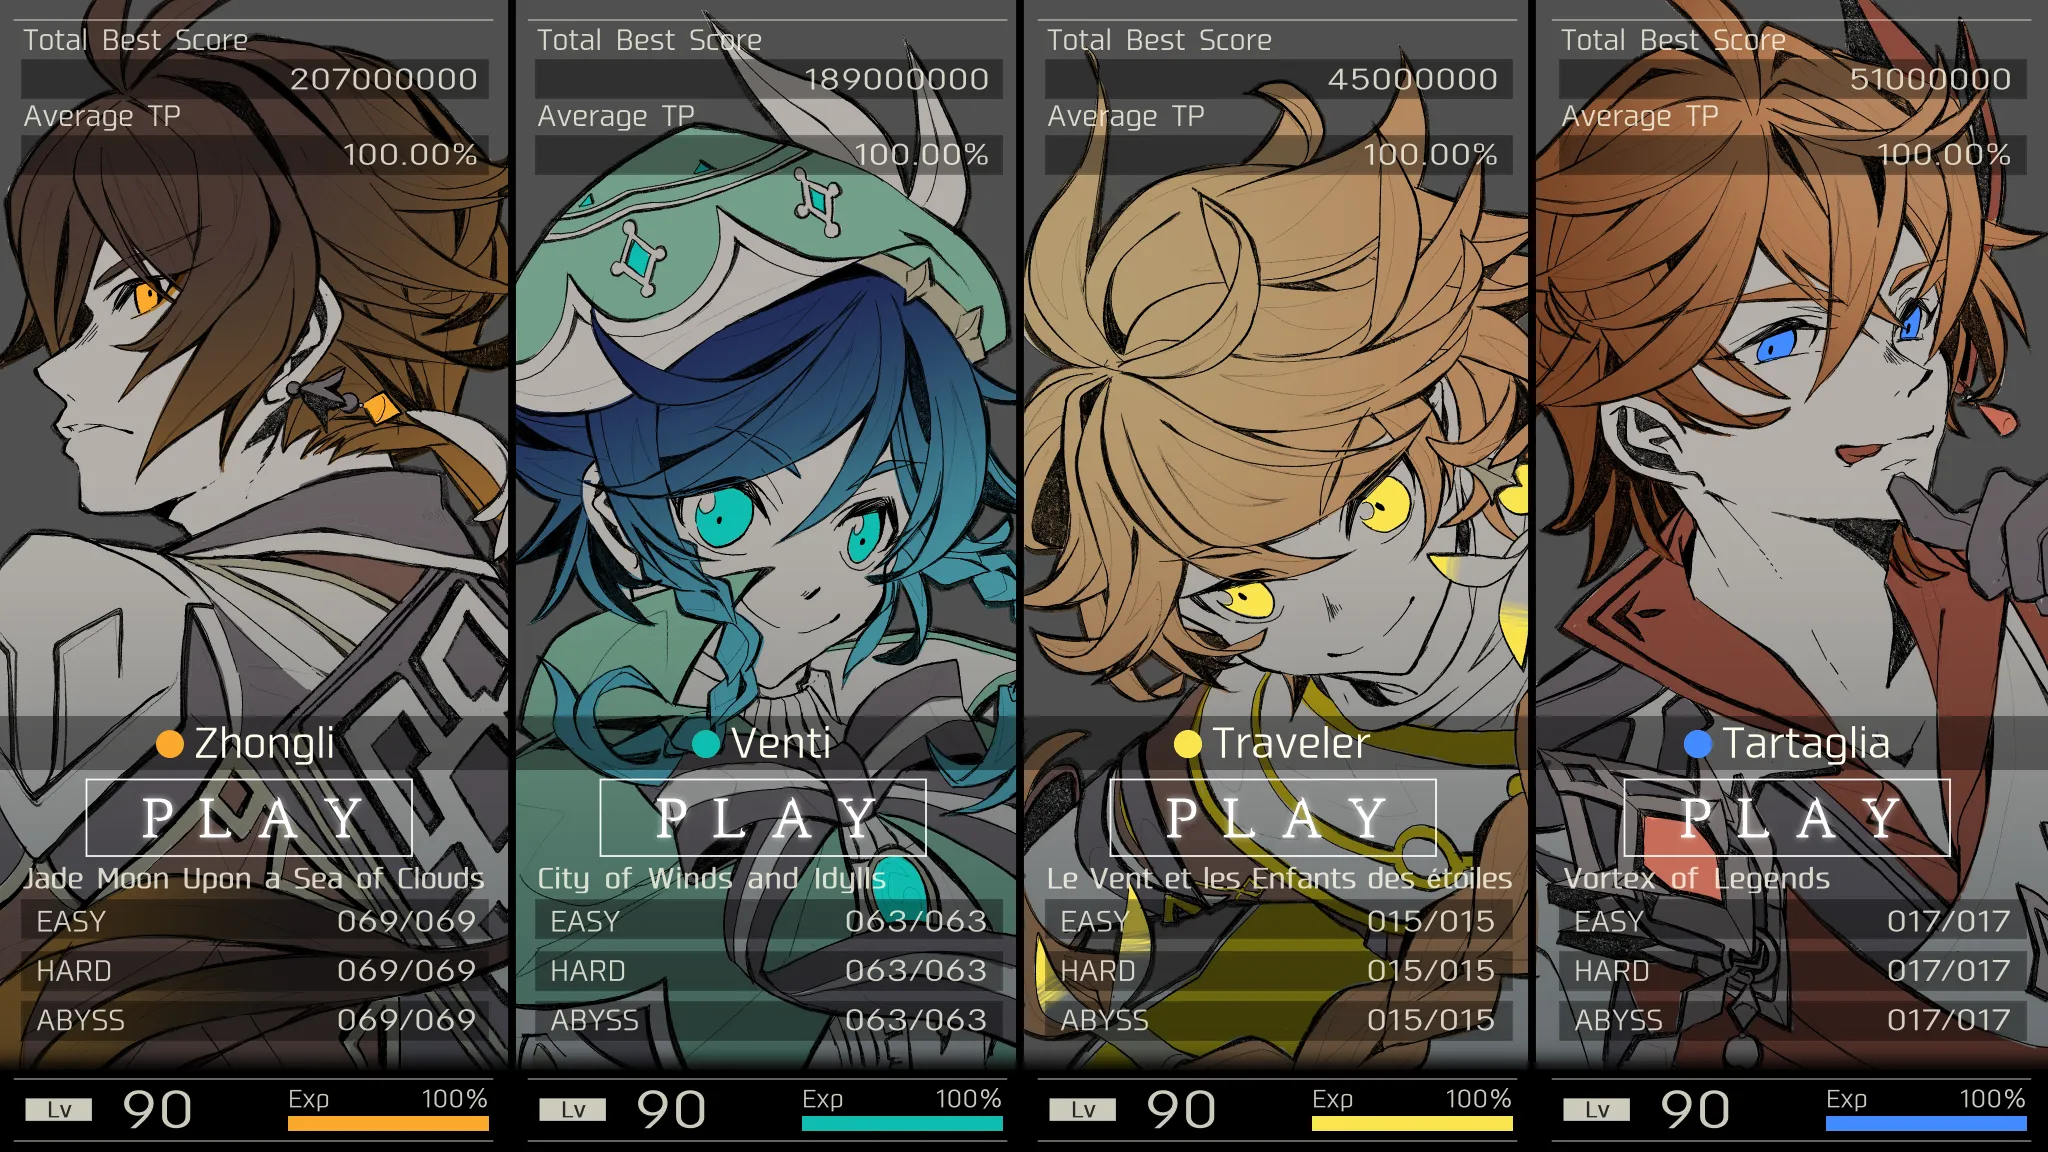 Total Best Score
207000000
Average TP
100.00%
Zhongli
PLAY
Jade Moon Upon a Sea of Clouds
EASY 069/069
HARD 069/069
ABYSS 069/069
Lv 90 Exp 100%
Total Best Score
189000000
Average TP
100.00%
Venti
PLAY
City of Winds and Idylls
EASY 063/063
HARD 063/063
ABYSS 063/063
Lv 90 Exp 100%
Total Best Score
45000000
Average TP
100.00%
Traveler
PLAY
Le Vent et les Enfants des étoiles
EASY 015/015
HARD 015/015
ABYSS 015/015
Lv 90 Exp 100%
Total Best Score
51000000
Average TP
100.00%
Tartaglia
PLAY
Vortex of Legends
EASY 017/017
HARD 017/017
ABYSS 017/017
Lv 90 Exp 100%